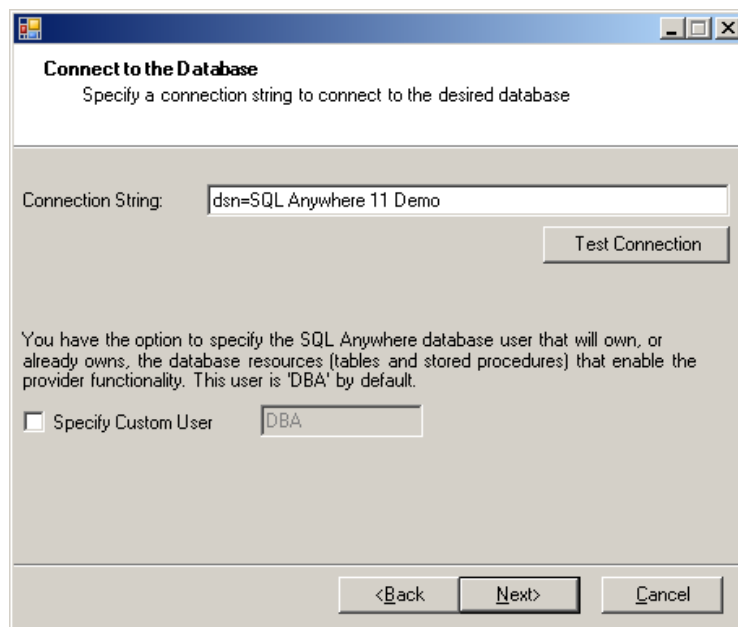 Connect to the Database
Specify a connection string to connect to the desired database
Connection String: dsn=SQL Anywhere 11 Demo
Test Connection
You have the option to specify the SQL Anywhere database user that will own, or
already owns, the database resources (tables and stored procedures) that enable the
provider functionality. This user is 'DBA' by default.
Specify Custom User DBA
<Back Next> Cancel